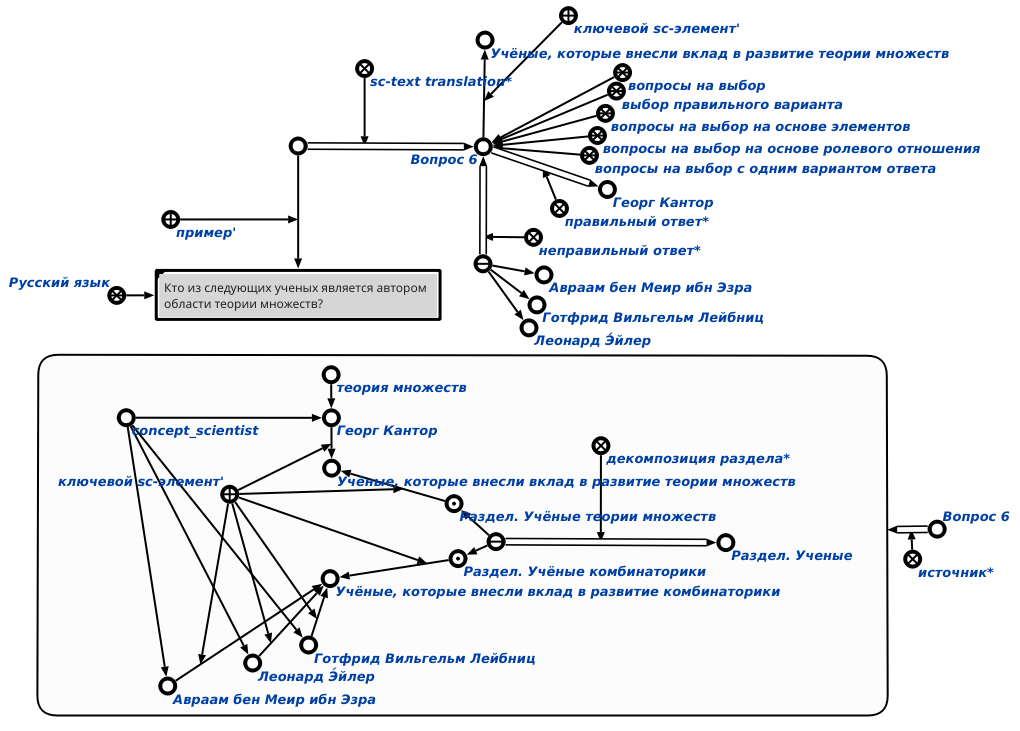 ключевой sc-элемент'
Учёные, которые внесли вклад в развитие теории множеств
sc-text translation*
вопросы на выбор
выбор правильного варианта
вопросы на выбор на основе элементов
вопросы на выбор на основе ролевого отношения
Вопрос 6
вопросы на выбор с одним вариантом ответа
Георг Кантор
правильный ответ*
пример'
неправильный ответ*
Русский язык
Кто из следующих ученых является автором
области теории множеств?
Авраам бен Меир ибн Эзра
Готфрид Вильгельм Лейбниц
Леонард Э́йлер
теория множеств
concept_scientist
Георг Кантор
декомпозиция раздела*
ключевой sc-элемент'
Учёные, которые внесли вклад в развитие теории множеств
Раздел. Учёные теории множеств
Вопрос 6
Раздел. Ученые
Раздел. Учёные комбинаторики
источник*
Учёные, которые внесли вклад в развитие комбинаторики
Готфрид Вильгельм Лейбниц
Леонард Э́йлер
Авраам бен Меир ибн Эзра